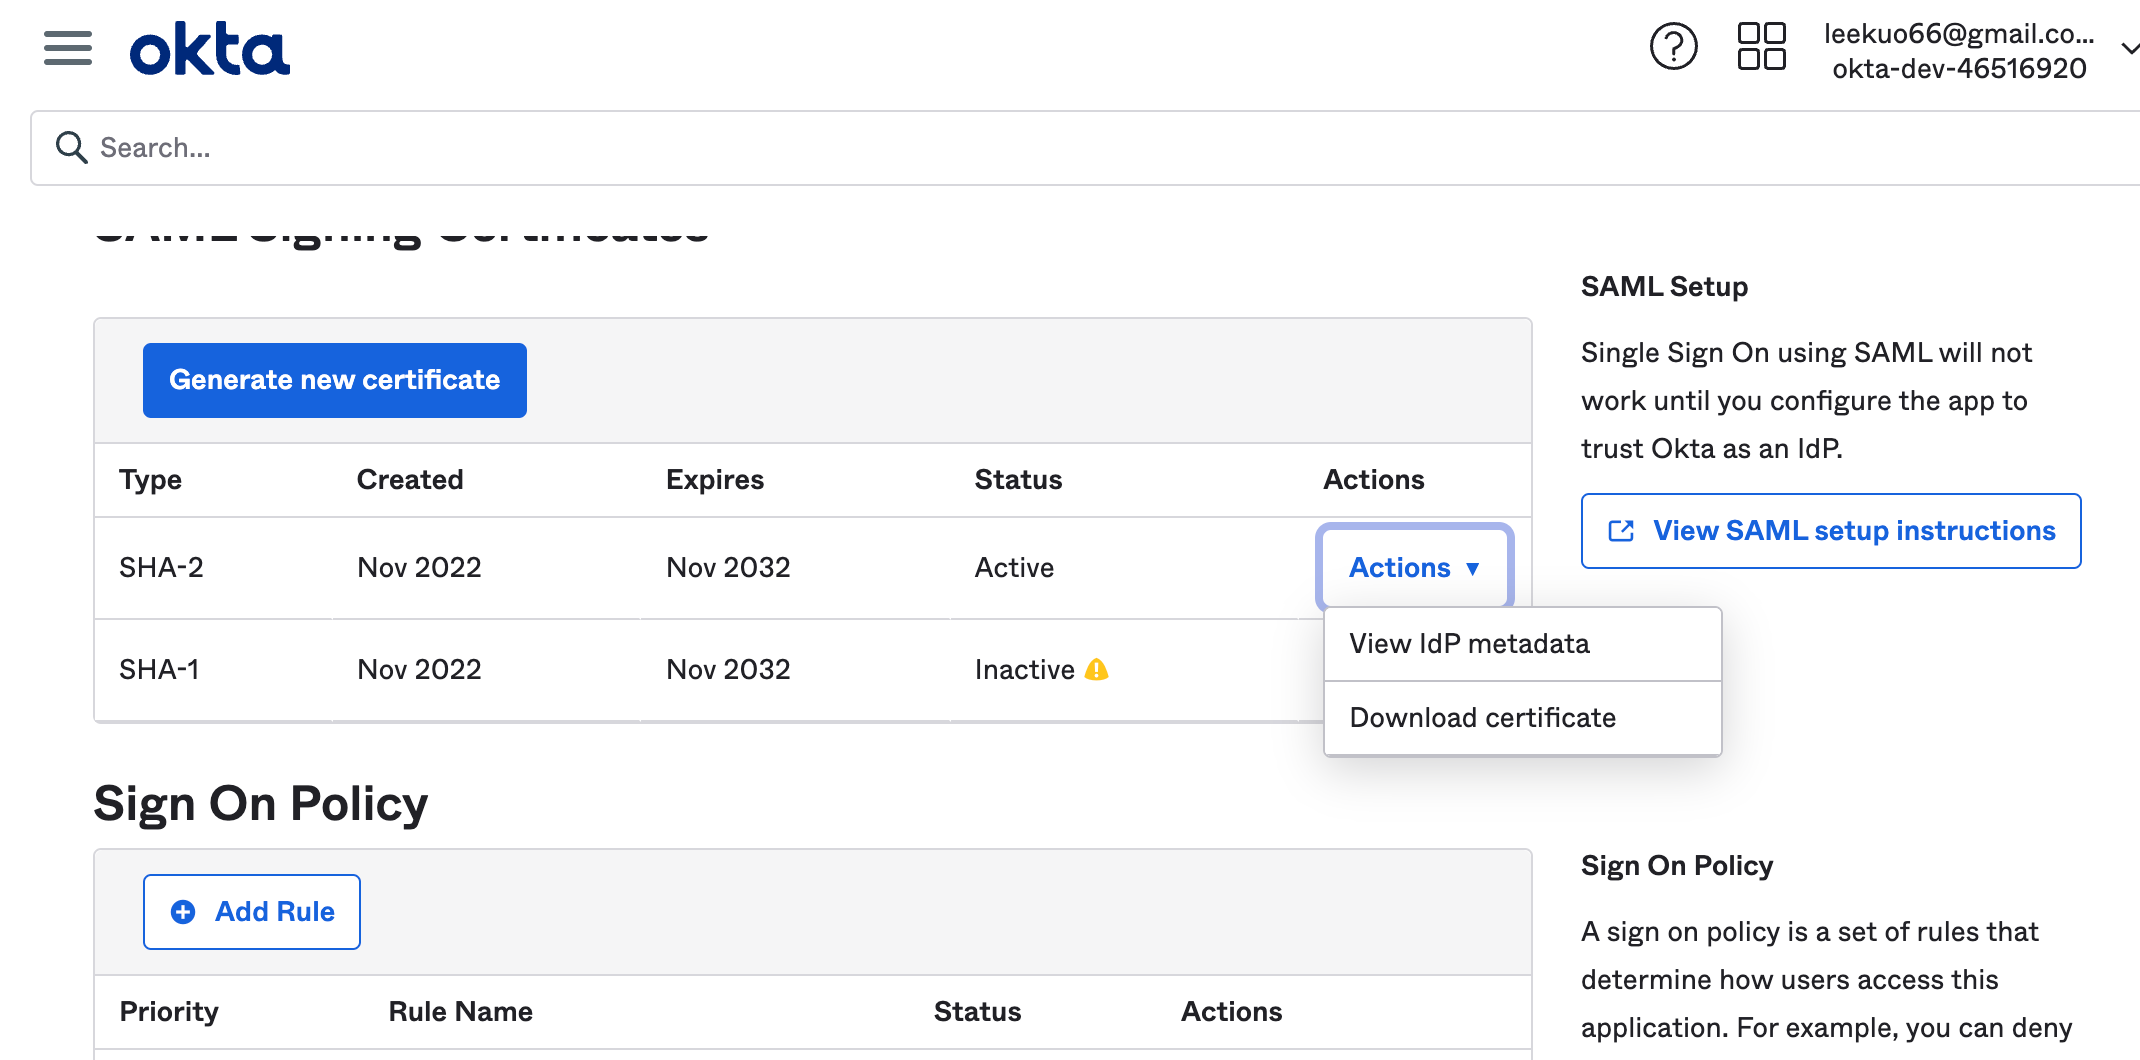 okta
leekuo66@gmail.co...
okta-dev-46516920
Search...
SAML Signing Certificates
Generate new certificate
Type Created Expires Status Actions
SHA-2 Nov 2022 Nov 2032 Active Actions ▼
SHA-1 Nov 2022 Nov 2032 Inactive
View IdP metadata
Download certificate
SAML Setup
Single Sign On using SAML will not
work until you configure the app to
trust Okta as an IdP.
View SAML setup instructions
Sign On Policy
Add Rule
Priority Rule Name Status Actions
Sign On Policy
A sign on policy is a set of rules that
determine how users access this
application. For example, you can deny